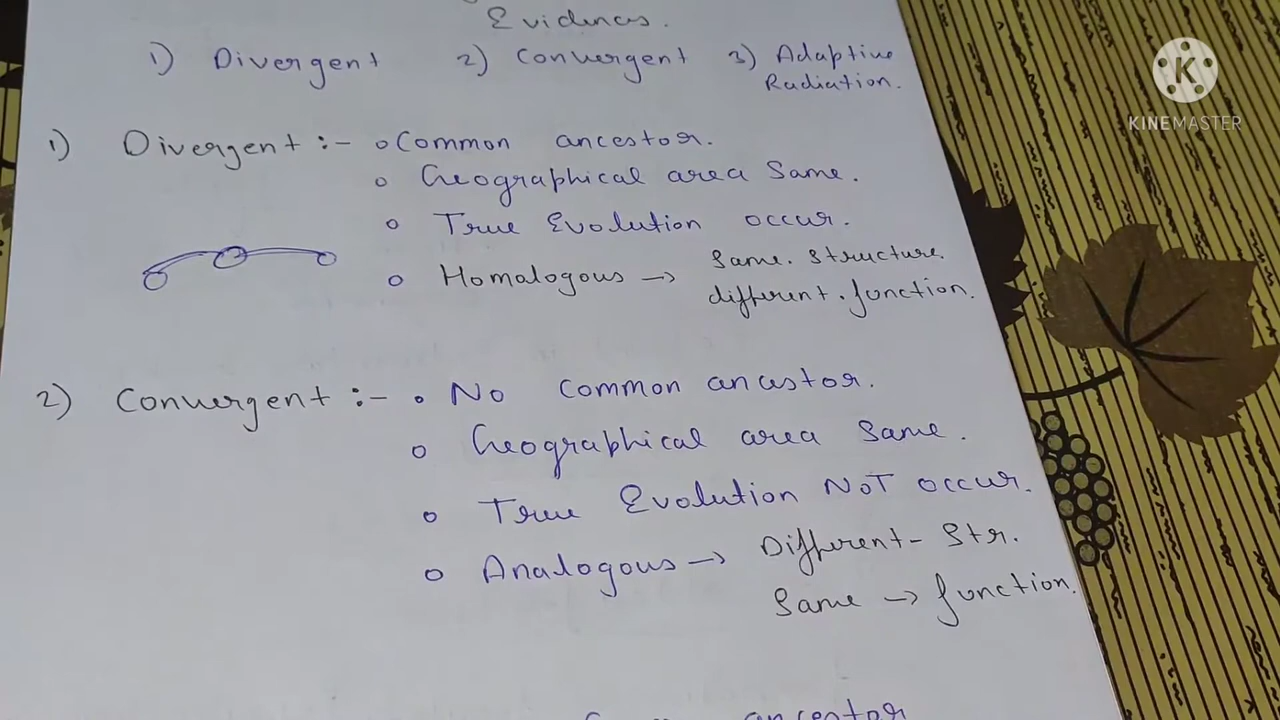 Evidences.
1) Divergent 2) Convergent 3) Adaptive
Radiation.
KINEMASTER
1) Divergent :- o Common ancestor.
o Geographical area Same.
o True Evolution occur.
o Homalogous → Same. Structure.
different. function.
2) Convergent :- • No Common ancestor.
o Geographical area Same.
o True Evolution NOT occur.
o Analogous → Different - Str.
Same → function.
ancestor